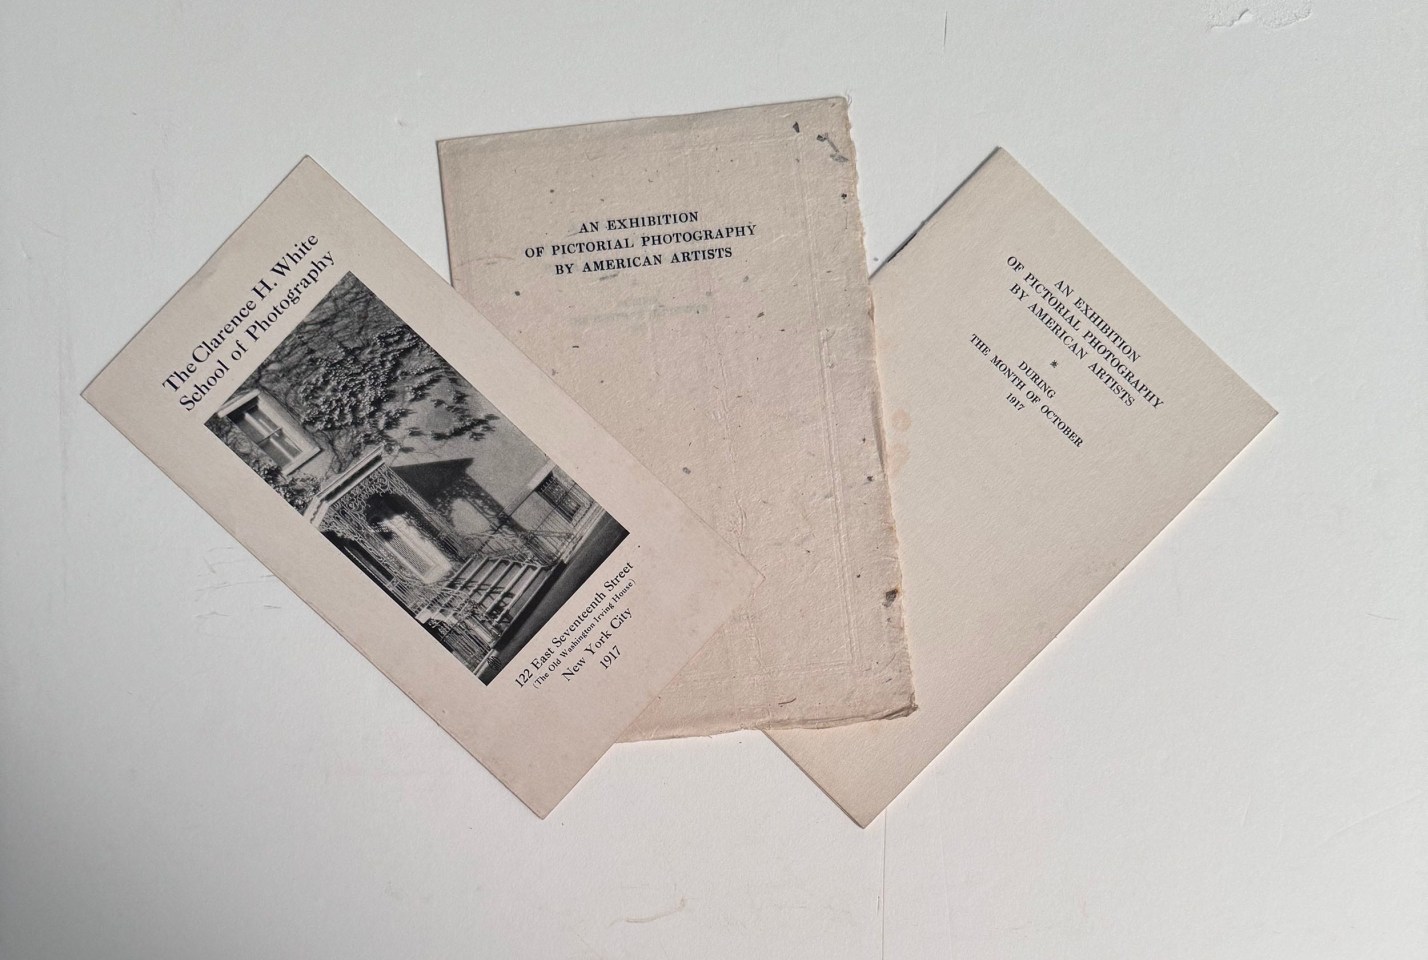 The Clarence H. White
School of Photography
122 East Seventeenth Street
(The Old Washington Irving House)
New York City
1917
AN EXHIBITION
OF PICTORIAL PHOTOGRAPHY
BY AMERICAN ARTISTS
AN EXHIBITION
OF PICTORIAL PHOTOGRAPHY
BY AMERICAN ARTISTS
*
DURING
THE MONTH OF OCTOBER
1917